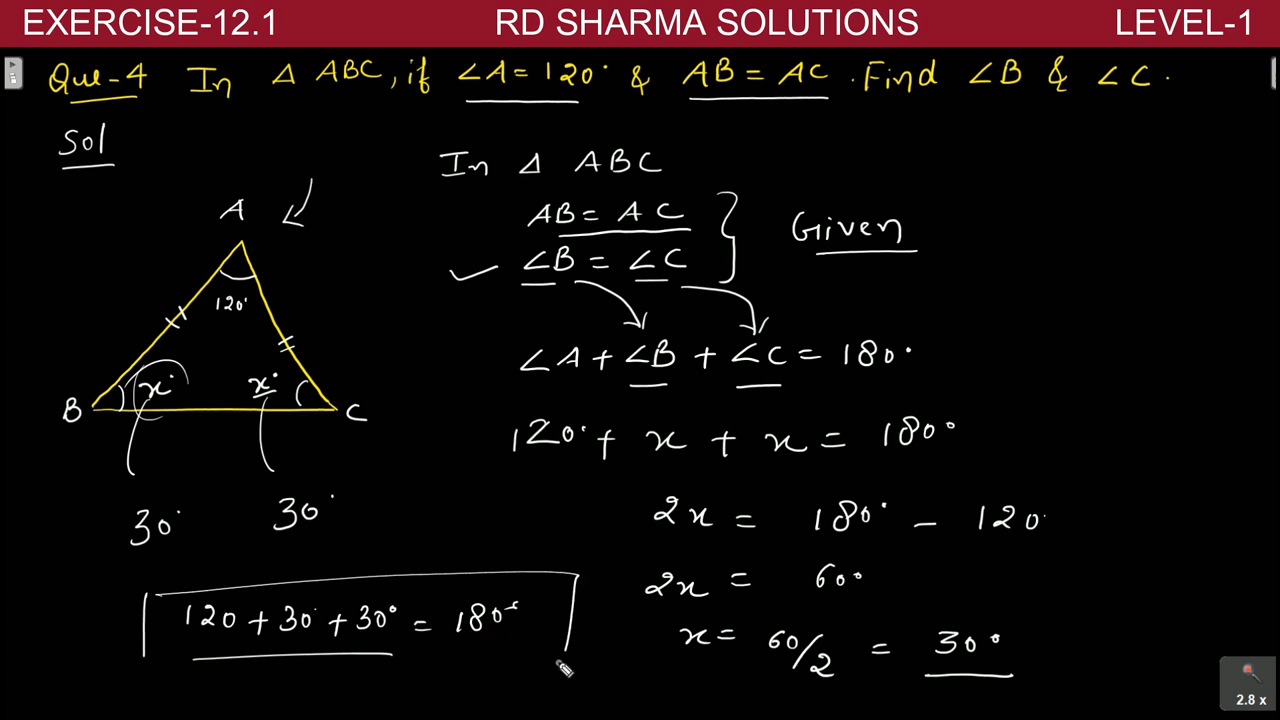 EXERCISE-12.1 RD SHARMA SOLUTIONS LEVEL-1
Que-4 In Δ ABC, if ∠A = 120° & AB = AC. Find ∠B & ∠C.
Sol
In Δ ABC
AB = AC
∠B = ∠C
Given
∠A + ∠B + ∠C = 180°
120° + x + x = 180°
2x = 180° - 120
2x = 60°
x = 60/2 = 30°
A
120°
x° x°
B C
30° 30°
120 + 30 + 30° = 180°
2.8 x